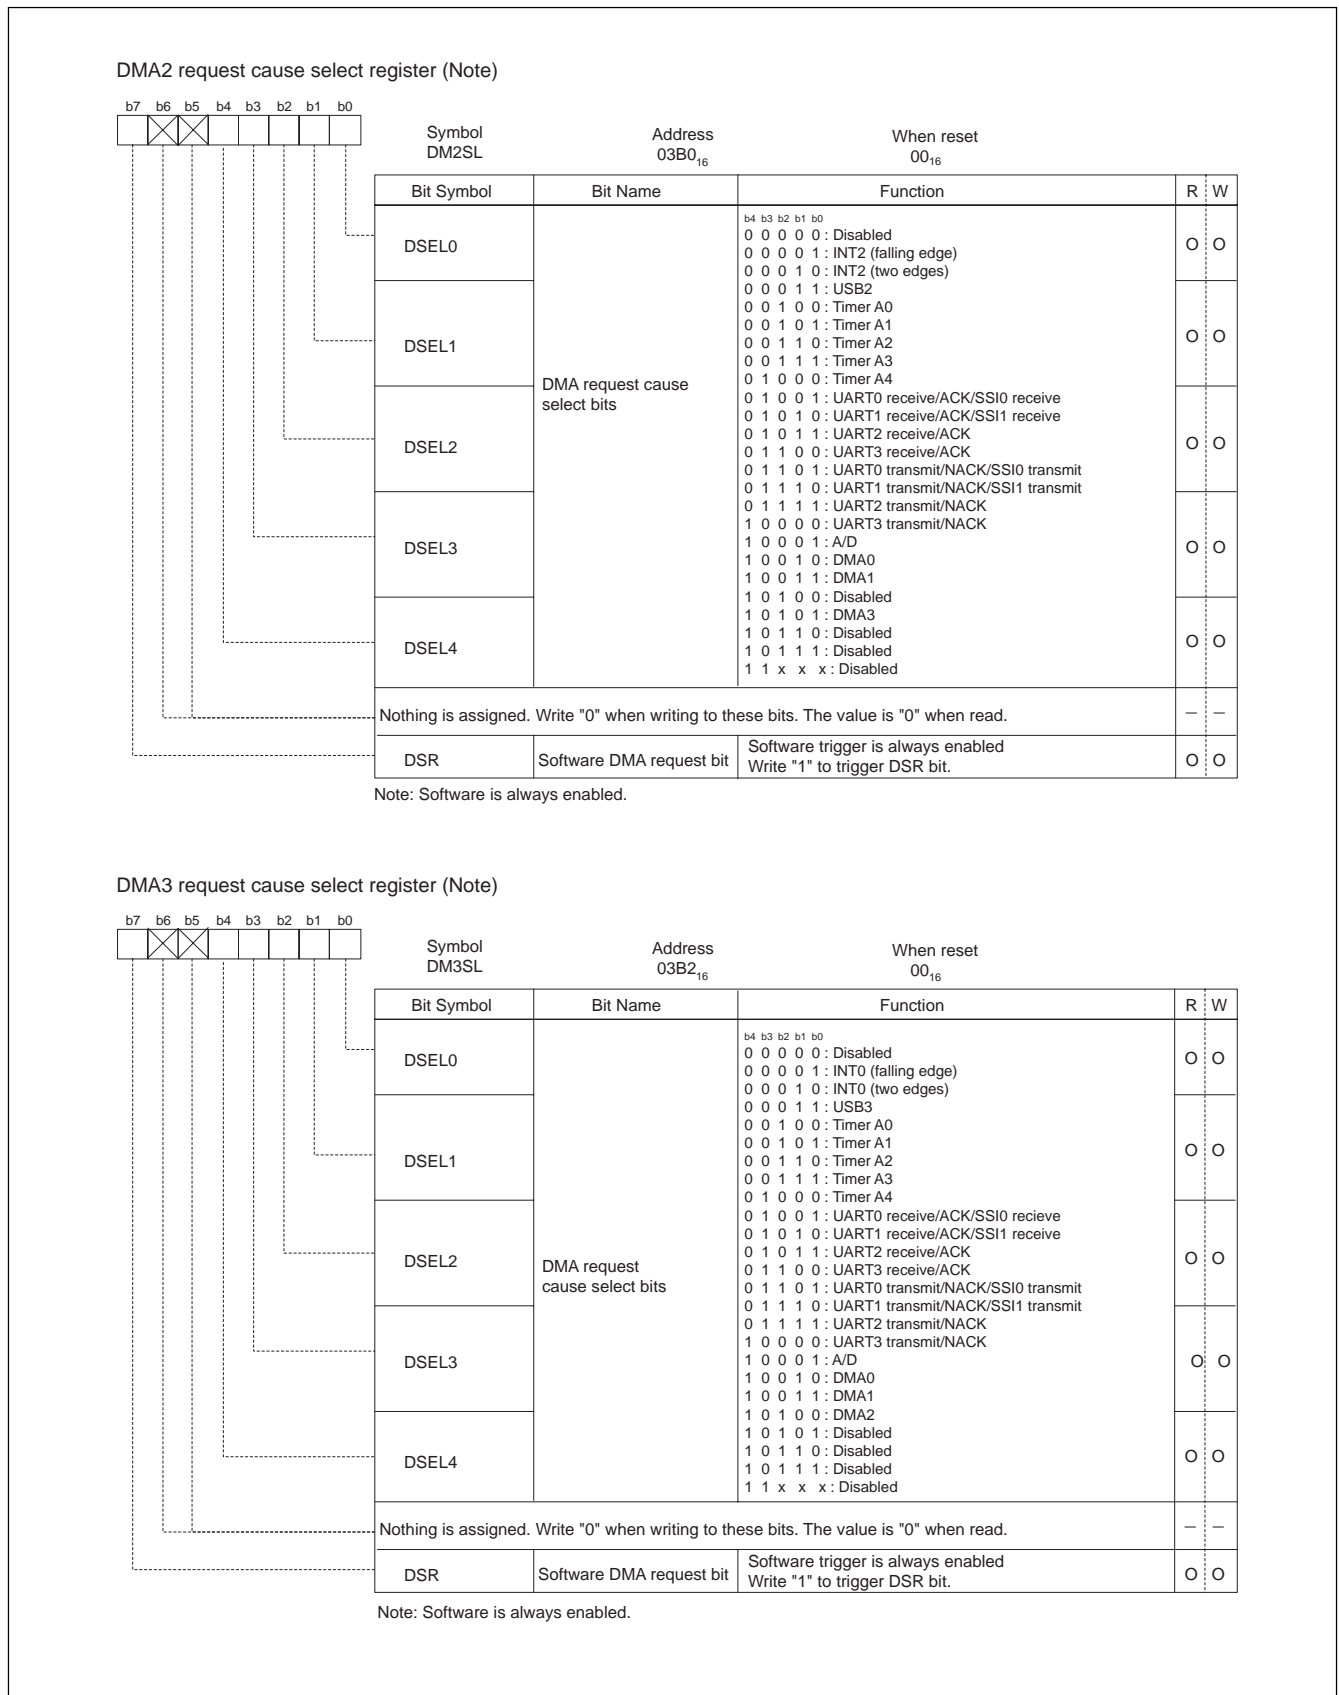 DMA2 request cause select register (Note)
b7 b6 b5 b4 b3 b2 b1 b0
Symbol Address When reset
DM2SL 03B0₁₆ 00₁₆
Bit Symbol Bit Name Function R W
b4 b3 b2 b1 b0
0 0 0 0 0 : Disabled
DSEL0 O O
0 0 0 0 1 : INT2 (falling edge)
0 0 0 1 0 : INT2 (two edges)
0 0 0 1 1 : USB2
0 0 1 0 0 : Timer A0
0 0 1 0 1 : Timer A1
DSEL1 0 0 1 1 0 : Timer A2 O O
0 0 1 1 1 : Timer A3
0 1 0 0 0 : Timer A4
DMA request cause
select bits
0 1 0 0 1 : UART0 receive/ACK/SSI0 receive
0 1 0 1 0 : UART1 receive/ACK/SSI1 receive
0 1 0 1 1 : UART2 receive/ACK
DSEL2 0 1 1 0 0 : UART3 receive/ACK O O
0 1 1 0 1 : UART0 transmit/NACK/SSI0 transmit
0 1 1 1 0 : UART1 transmit/NACK/SSI1 transmit
0 1 1 1 1 : UART2 transmit/NACK
1 0 0 0 0 : UART3 transmit/NACK
1 0 0 0 1 : A/D
DSEL3 O O
1 0 0 1 0 : DMA0
1 0 0 1 1 : DMA1
1 0 1 0 0 : Disabled
1 0 1 0 1 : DMA3
1 0 1 1 0 : Disabled
DSEL4 1 0 1 1 1 : Disabled O O
1 1 x x x : Disabled
Nothing is assigned. Write "0" when writing to these bits. The value is "0" when read. – –
DSR Software DMA request bit Software trigger is always enabled O O
Write "1" to trigger DSR bit.
Note: Software is always enabled.
DMA3 request cause select register (Note)
b7 b6 b5 b4 b3 b2 b1 b0
Symbol Address When reset
DM3SL 03B2₁₆ 00₁₆
Bit Symbol Bit Name Function R W
b4 b3 b2 b1 b0
0 0 0 0 0 : Disabled
DSEL0 O O
0 0 0 0 1 : INT0 (falling edge)
0 0 0 1 0 : INT0 (two edges)
0 0 0 1 1 : USB3
0 0 1 0 0 : Timer A0
0 0 1 0 1 : Timer A1
DSEL1 0 0 1 1 0 : Timer A2 O O
0 0 1 1 1 : Timer A3
0 1 0 0 0 : Timer A4
0 1 0 0 1 : UART0 receive/ACK/SSI0 recieve
0 1 0 1 0 : UART1 receive/ACK/SSI1 receive
0 1 0 1 1 : UART2 receive/ACK
DSEL2 O O
DMA request
cause select bits
0 1 1 0 0 : UART3 receive/ACK
0 1 1 0 1 : UART0 transmit/NACK/SSI0 transmit
0 1 1 1 0 : UART1 transmit/NACK/SSI1 transmit
0 1 1 1 1 : UART2 transmit/NACK
1 0 0 0 0 : UART3 transmit/NACK
DSEL3 1 0 0 0 1 : A/D O O
1 0 0 1 0 : DMA0
1 0 0 1 1 : DMA1
1 0 1 0 0 : DMA2
1 0 1 0 1 : Disabled
1 0 1 1 0 : Disabled
DSEL4 1 0 1 1 1 : Disabled O O
1 1 x x x : Disabled
Nothing is assigned. Write "0" when writing to these bits. The value is "0" when read. – –
DSR Software DMA request bit Software trigger is always enabled O O
Write "1" to trigger DSR bit.
Note: Software is always enabled.